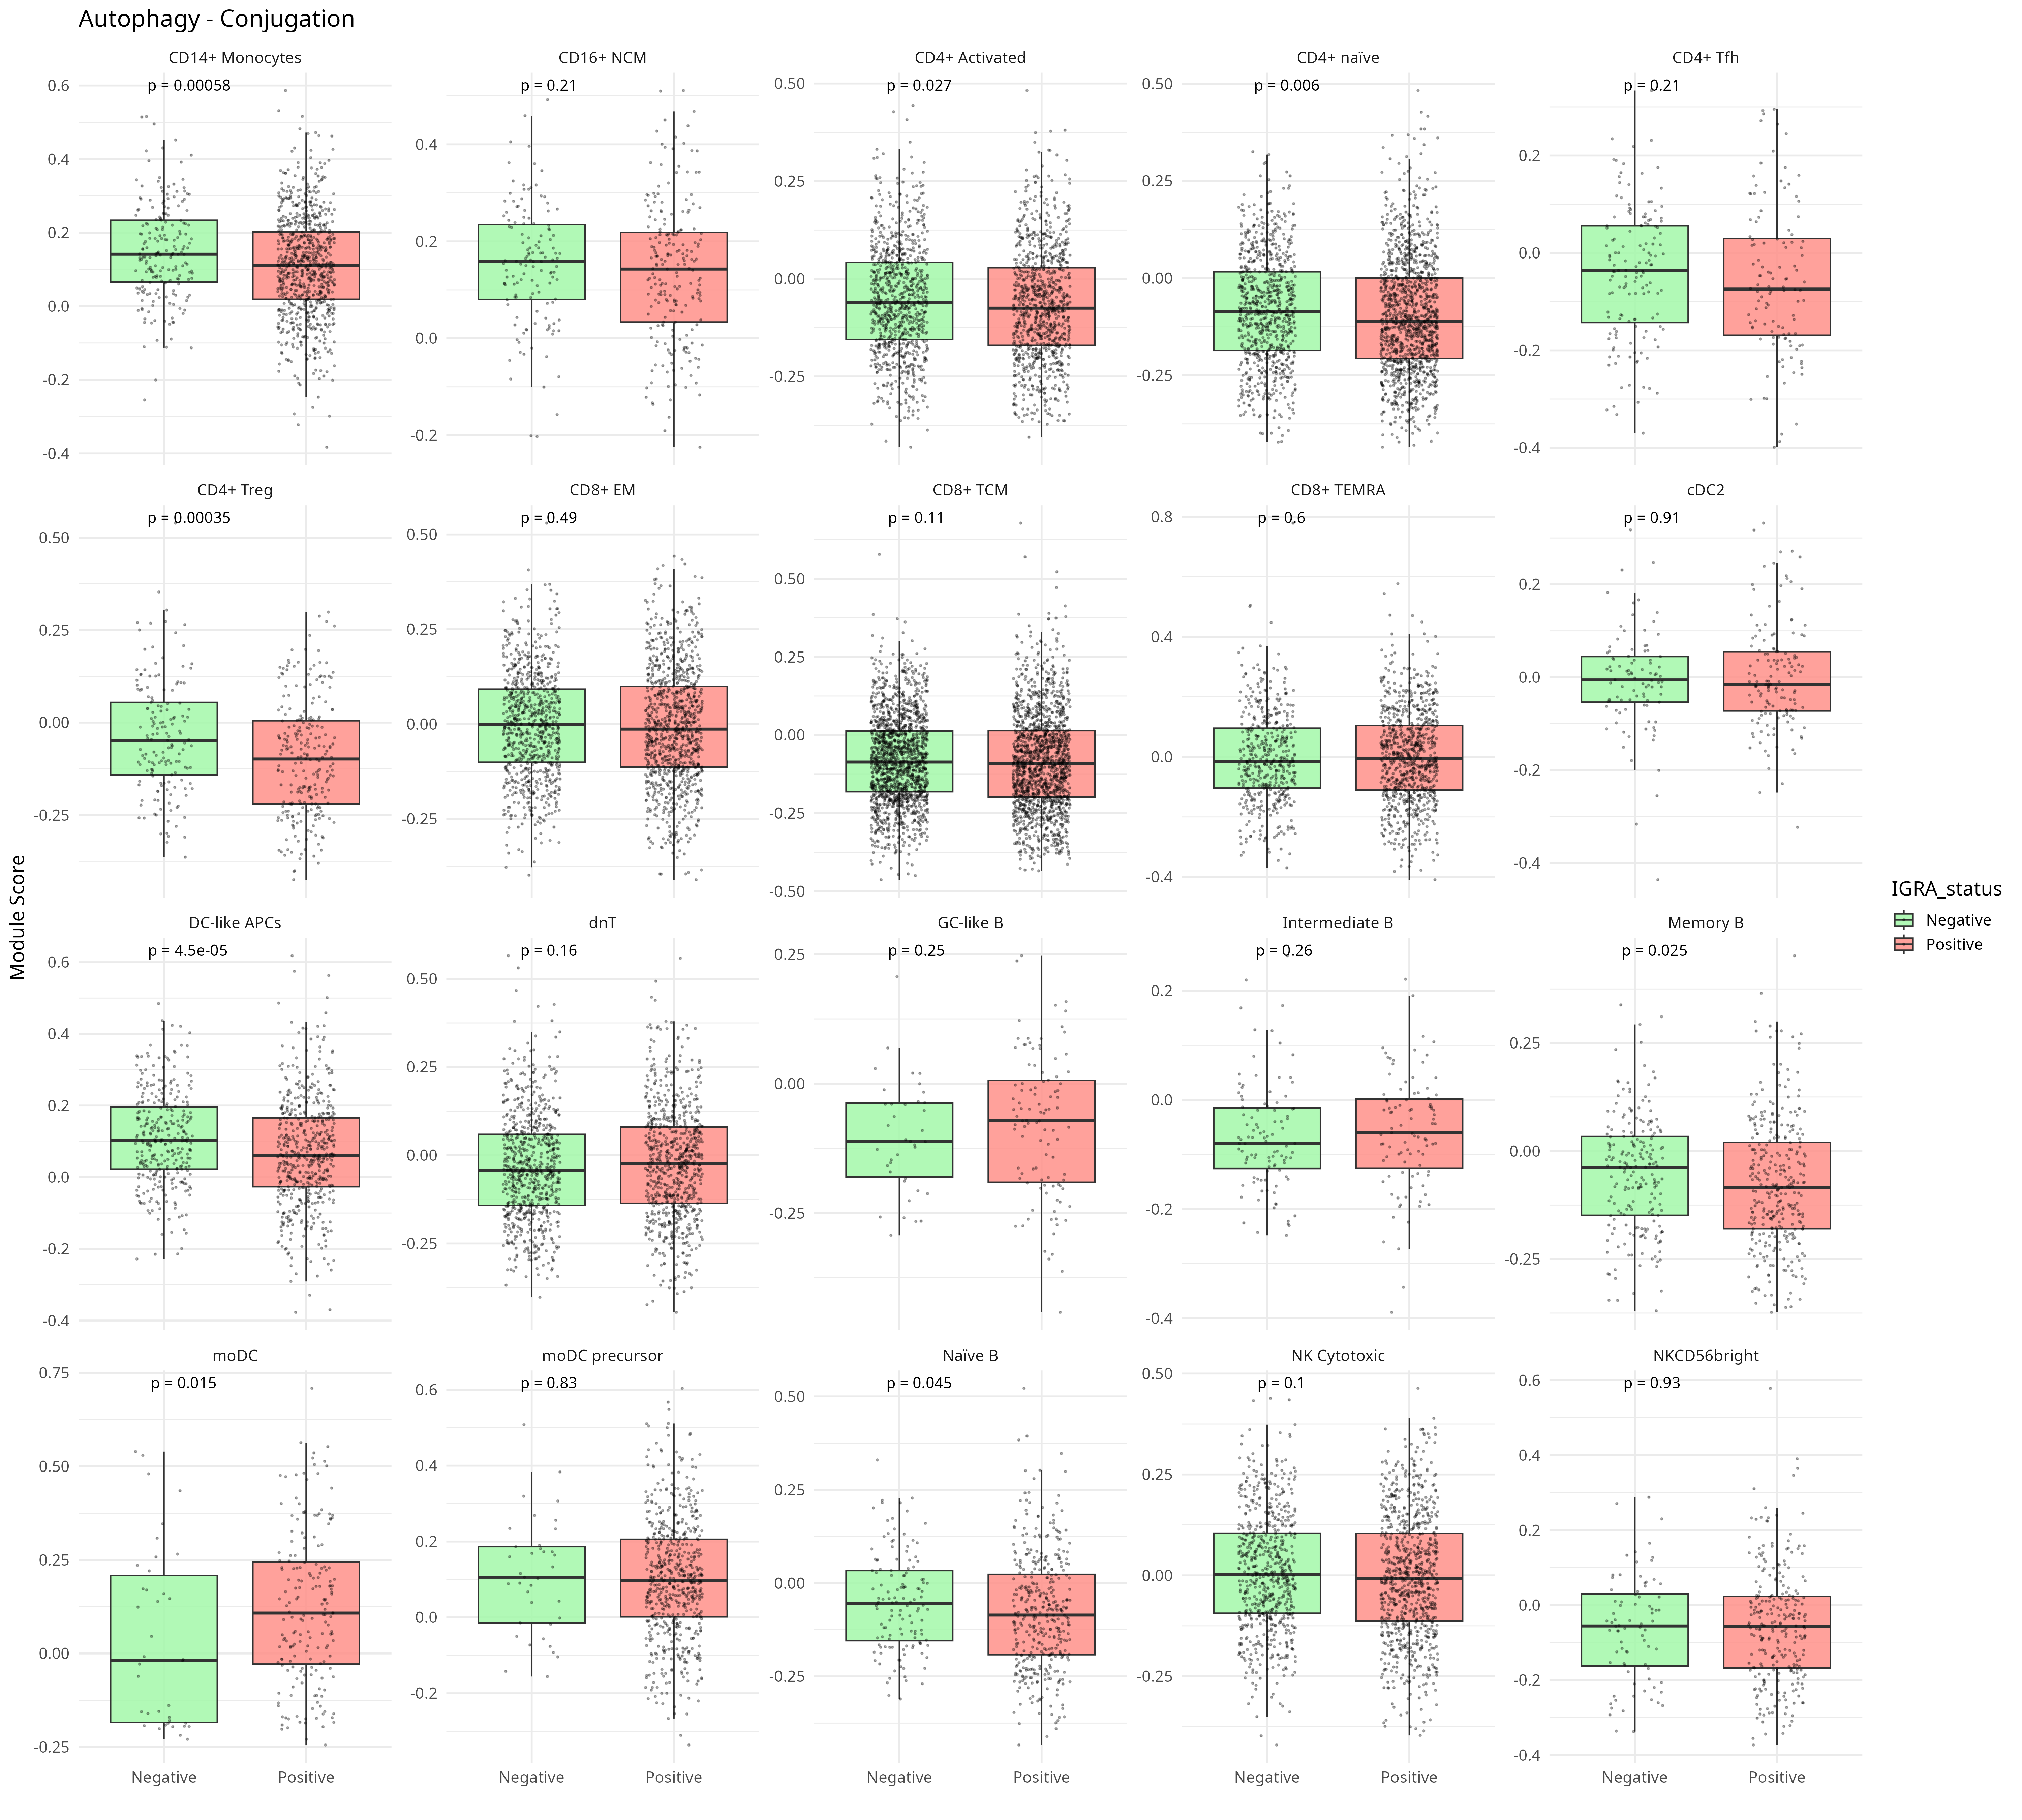 Autophagy - Conjugation
CD14+ Monocytes
CD16+ NCM
CD4+ Activated
CD4+ naïve
CD4+ Tfh
p = 0.00058
p = 0.21
p = 0.027
p = 0.006
p = 0.21
0.6
0.4
0.2
0.0
-0.2
-0.4
0.4
0.2
0.0
-0.2
0.50
0.25
0.00
-0.25
0.50
0.25
0.00
-0.25
0.2
0.0
-0.2
-0.4
CD4+ Treg
CD8+ EM
CD8+ TCM
CD8+ TEMRA
cDC2
p = 0.00035
p = 0.49
p = 0.11
p = 0.6
p = 0.91
0.50
0.25
0.00
-0.25
0.50
0.25
0.00
-0.25
0.50
0.25
0.00
-0.25
-0.50
0.8
0.4
0.0
-0.4
0.2
0.0
-0.2
-0.4
Module Score
DC-like APCs
dnT
GC-like B
Intermediate B
Memory B
p = 4.5e-05
p = 0.16
p = 0.25
p = 0.26
p = 0.025
0.6
0.4
0.2
0.0
-0.2
-0.4
0.50
0.25
0.00
-0.25
0.25
0.00
-0.25
0.2
0.0
-0.2
-0.4
0.25
0.00
-0.25
moDC
moDC precursor
Naïve B
NK Cytotoxic
NKCD56bright
p = 0.015
p = 0.83
p = 0.045
p = 0.1
p = 0.93
0.75
0.50
0.25
0.00
-0.25
0.6
0.4
0.2
0.0
-0.2
0.50
0.25
0.00
-0.25
0.50
0.25
0.00
-0.25
0.6
0.4
0.2
0.0
-0.2
-0.4
Negative
Positive
Negative
Positive
Negative
Positive
Negative
Positive
Negative
Positive
IGRA_status
Negative
Positive